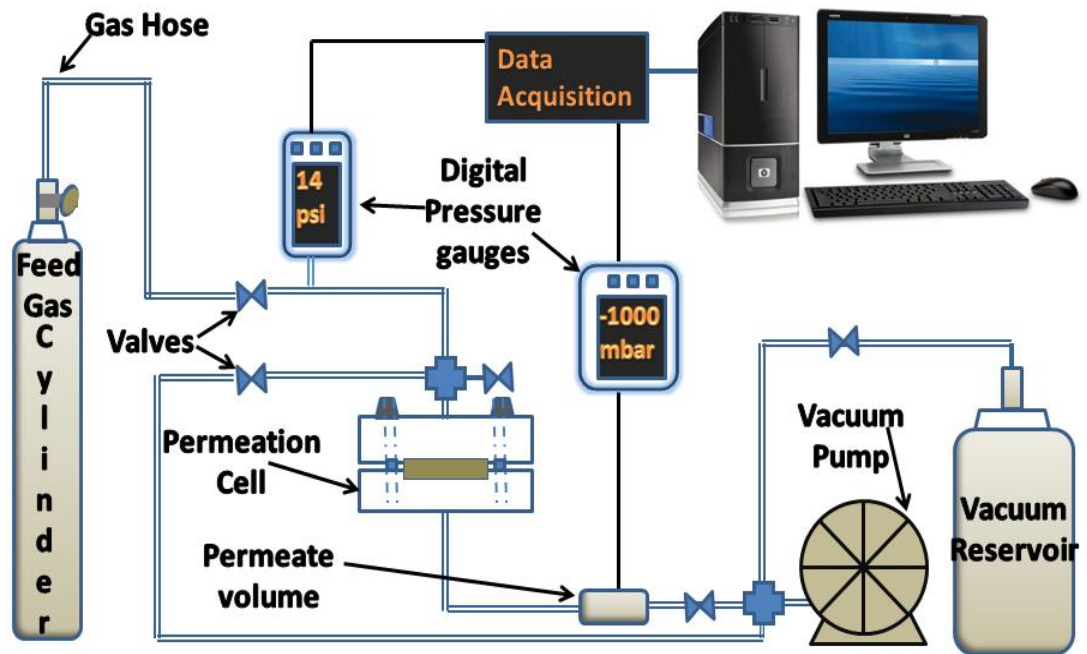 Gas Hose
Data
Acquisition
14
psi
Digital
Pressure
gauges
Feed
Gas
C
y
l
i
n
d
e
r
-1000
mbar
Valves
Permeation
Cell
Vacuum
Pump
Vacuum
Reservoir
Permeate
volume